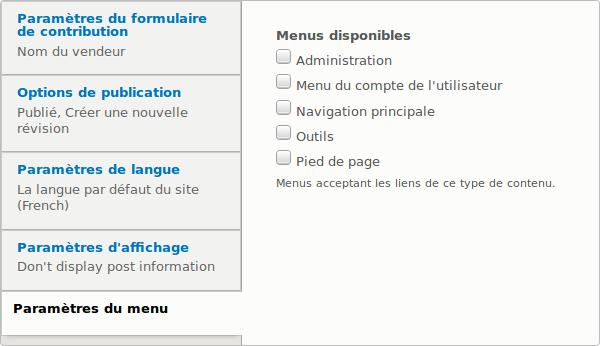 Paramètres du formulaire
de contribution
Nom du vendeur
Options de publication
Publié, Créer une nouvelle
révision
Paramètres de langue
La langue par défaut du site
(French)
Paramètres d'affichage
Don't display post information
Paramètres du menu
Menus disponibles
Administration
Menu du compte de l'utilisateur
Navigation principale
Outils
Pied de page
Menus acceptant les liens de ce type de contenu.